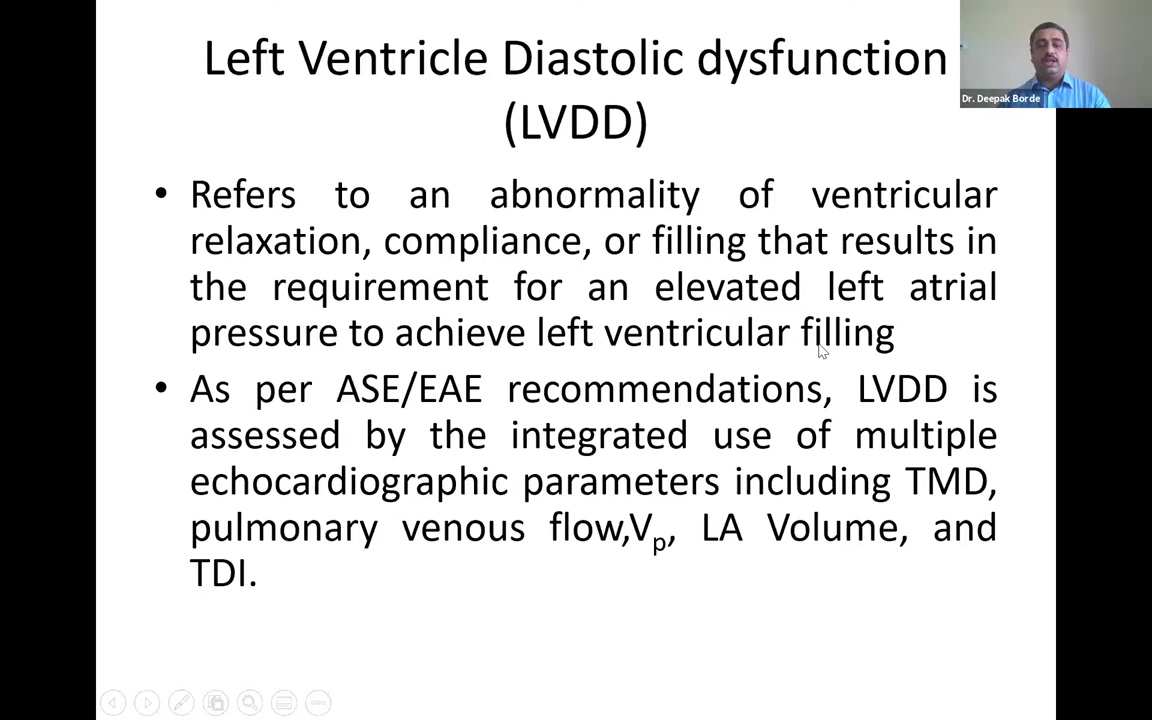 Left Ventricle Diastolic dysfunction
(LVDD)
Dr. Deepak Borde
• Refers to an abnormality of ventricular
relaxation, compliance, or filling that results in
the requirement for an elevated left atrial
pressure to achieve left ventricular filling
• As per ASE/EAE recommendations, LVDD is
assessed by the integrated use of multiple
echocardiographic parameters including TMD,
pulmonary venous flow,Vp, LA Volume, and
TDI.